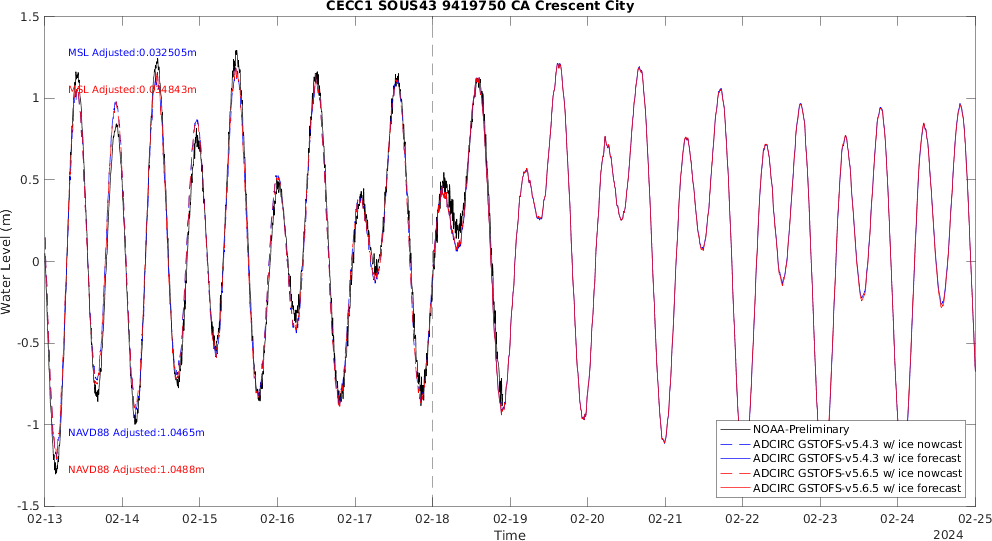 CECC1 SOUS43 9419750 CA Crescent City
MSL Adjusted:0.032505m
MSL Adjusted:0.034843m
NAVD88 Adjusted:1.0465m
NAVD88 Adjusted:1.0488m
Water Level (m)
1.5
1
0.5
0
-0.5
-1
-1.5
NOAA-Preliminary
ADCIRC GSTOFS-v5.4.3 w/ ice nowcast
ADCIRC GSTOFS-v5.4.3 w/ ice forecast
ADCIRC GSTOFS-v5.6.5 w/ ice nowcast
ADCIRC GSTOFS-v5.6.5 w/ ice forecast
02-13 02-14 02-15 02-16 02-17 02-18 02-19 02-20 02-21 02-22 02-23 02-24 02-25
Time
2024